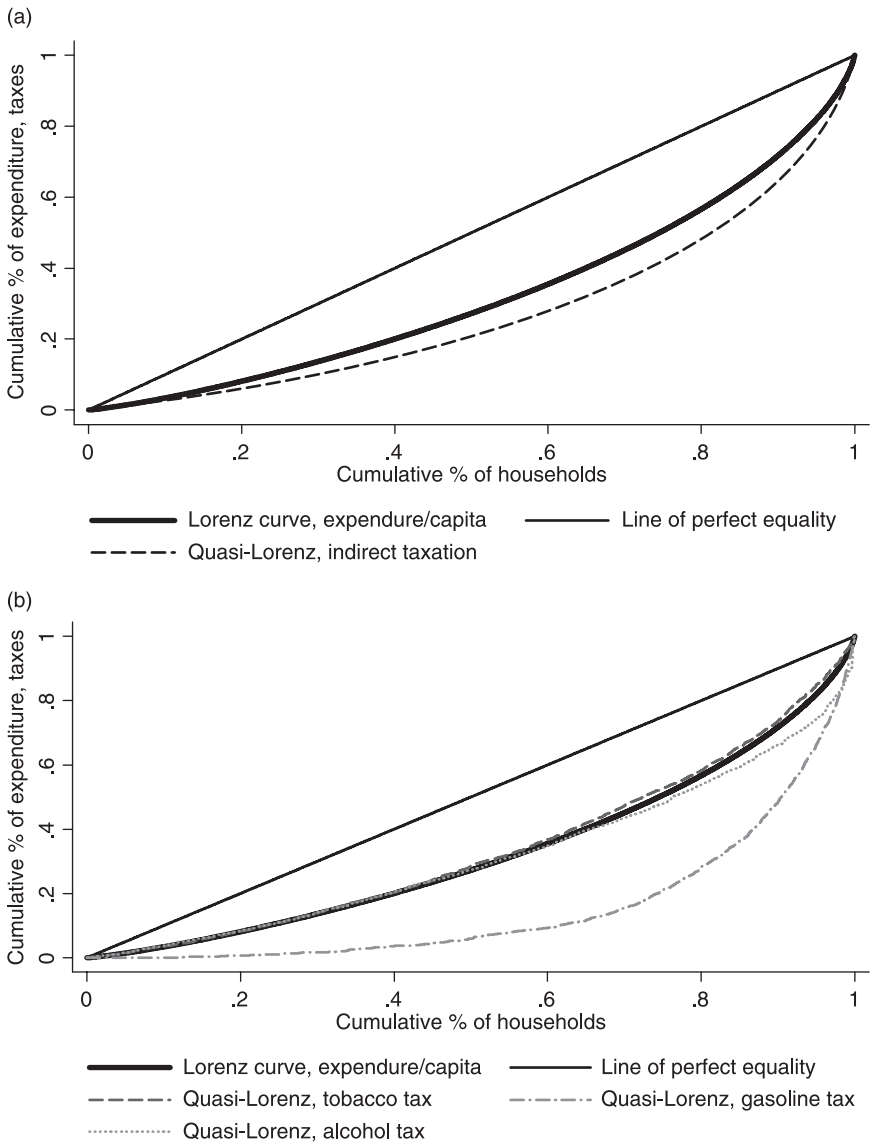 (a)
Cumulative % of expenditure, taxes
1
.8
.6
.4
.2
0
0 .2 .4 .6 .8 1
Cumulative % of households
Lorenz curve, expendure/capita Line of perfect equality
Quasi-Lorenz, indirect taxation
(b)
Cumulative % of expenditure, taxes
1
.8
.6
.4
.2
0
0 .2 .4 .6 .8 1
Cumulative % of households
Lorenz curve, expendure/capita Line of perfect equality
Quasi-Lorenz, tobacco tax Quasi-Lorenz, gasoline tax
Quasi-Lorenz, alcohol tax